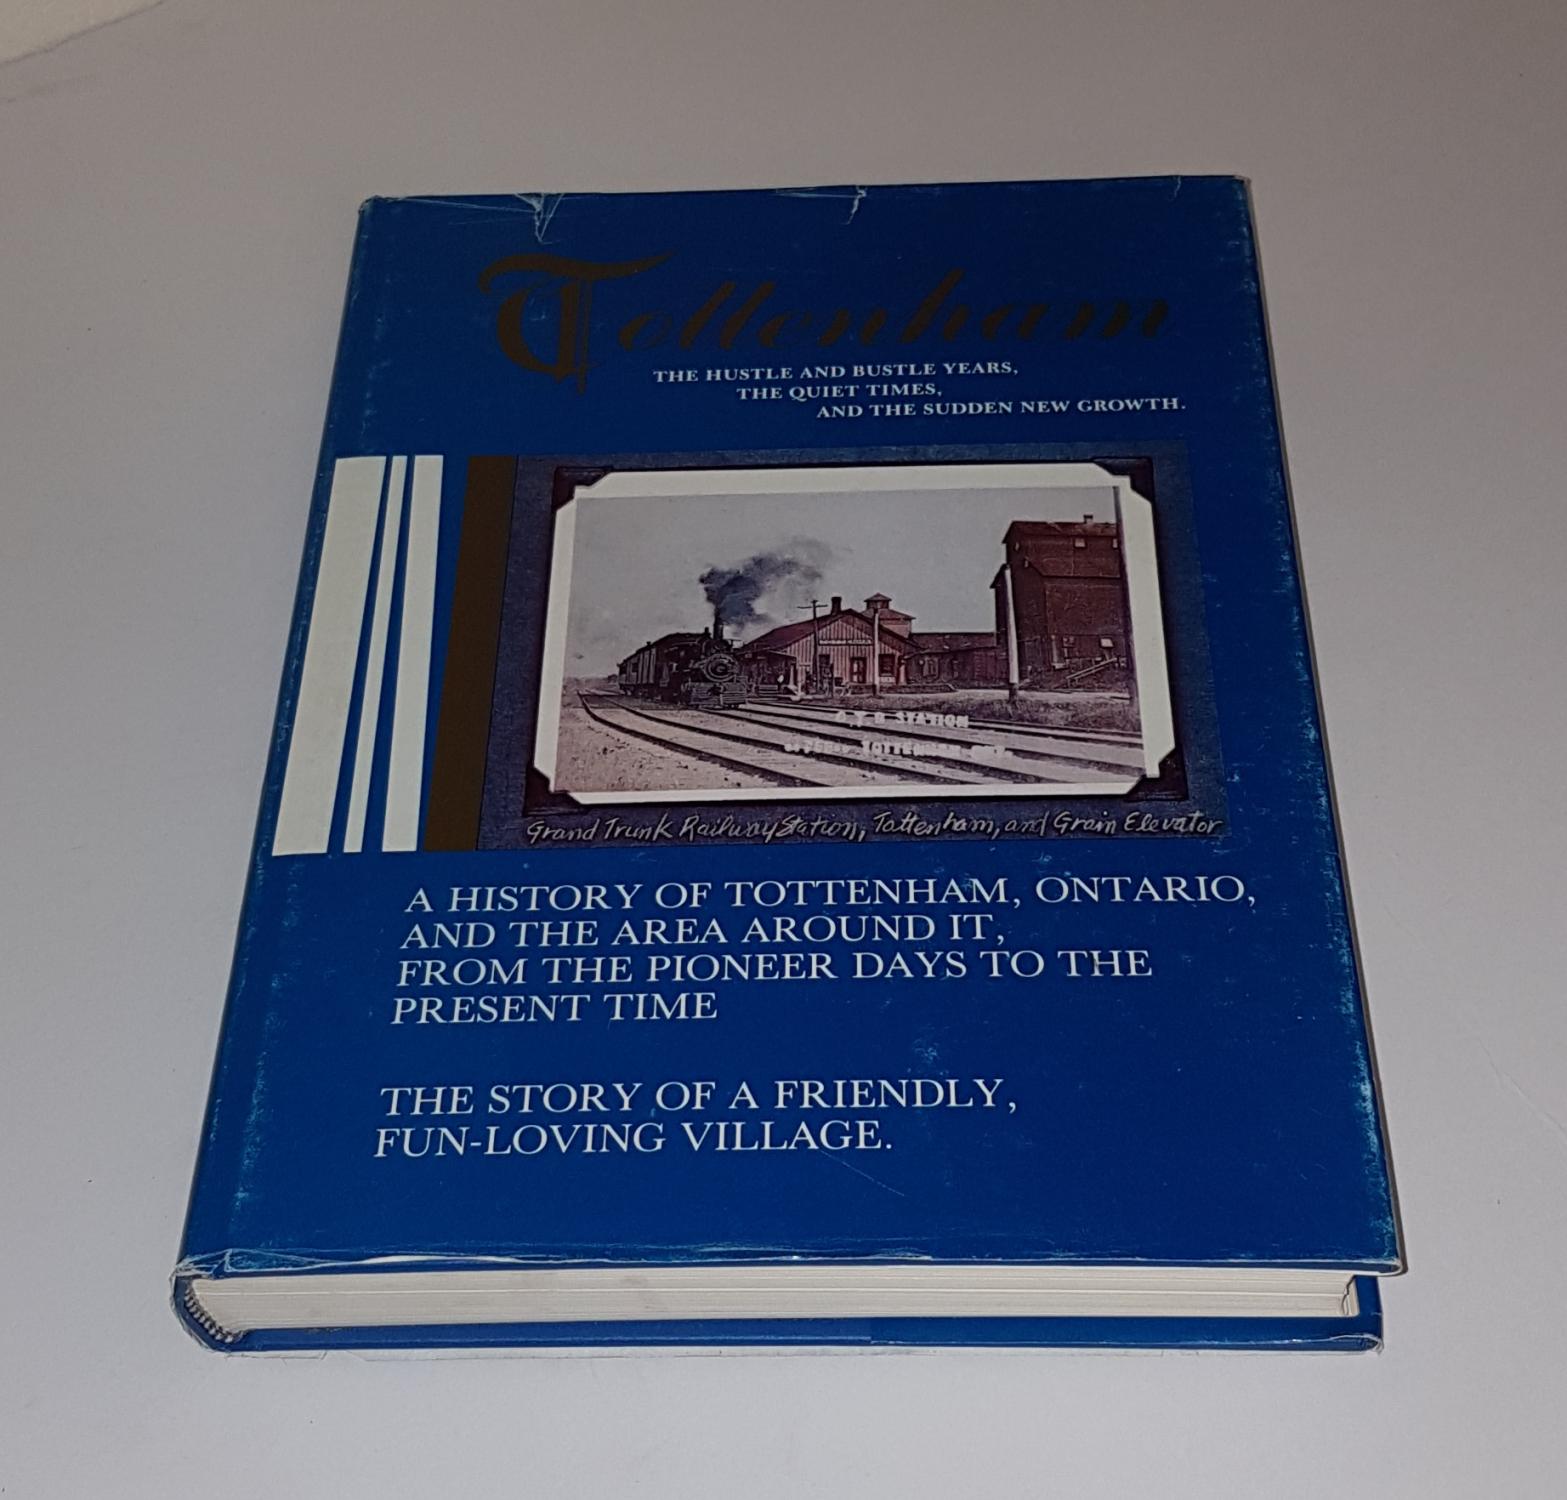 Tottenham
THE HUSTLE AND BUSTLE YEARS,
THE QUIET TIMES,
AND THE SUDDEN NEW GROWTH.
G.T.R STATION
TOTTENHAM ONT.
Grand Trunk Railway Station, Tottenham, and Grain Elevator
A HISTORY OF TOTTENHAM, ONTARIO,
AND THE AREA AROUND IT,
FROM THE PIONEER DAYS TO THE
PRESENT TIME
THE STORY OF A FRIENDLY,
FUN-LOVING VILLAGE.